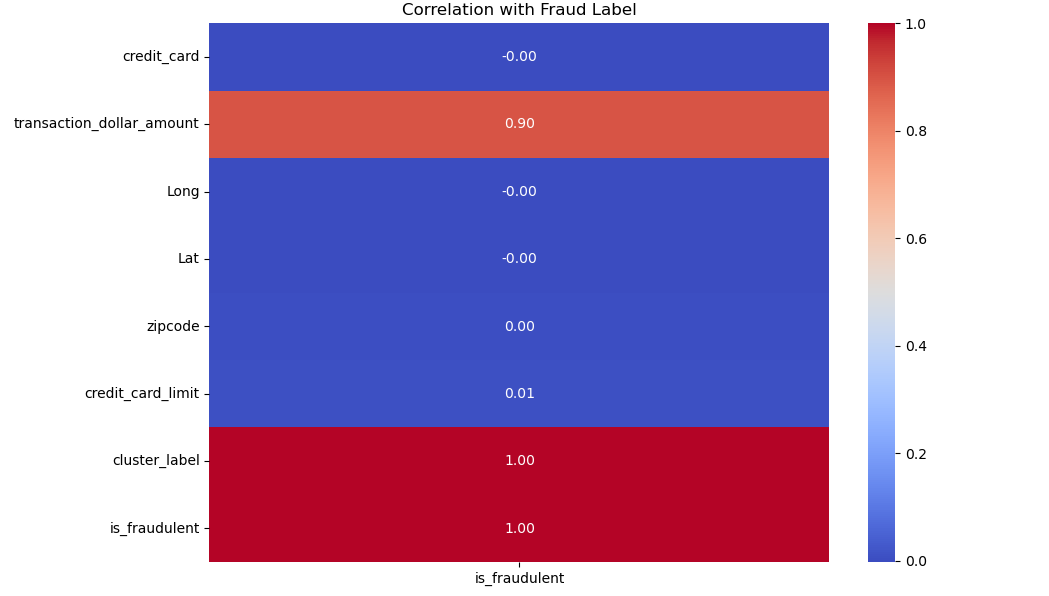 Correlation with Fraud Label
credit_card -0.00
transaction_dollar_amount 0.90
Long -0.00
Lat -0.00
zipcode 0.00
credit_card_limit 0.01
cluster_label 1.00
is_fraudulent 1.00
is_fraudulent
1.0
0.8
0.6
0.4
0.2
0.0